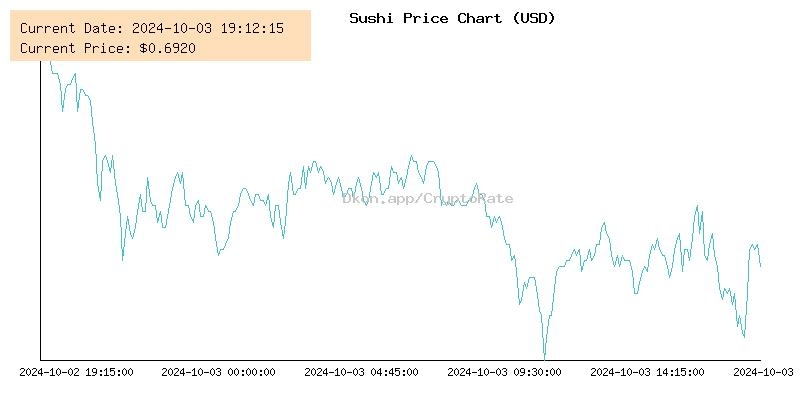 Sushi Price Chart (USD)
Current Date: 2024-10-03 19:12:15
Current Price: $0.6920
Dkon.app/CryptoRate
2024-10-02 19:15:00 2024-10-03 00:00:00 2024-10-03 04:45:00 2024-10-03 09:30:00 2024-10-03 14:15:00 2024-10-03